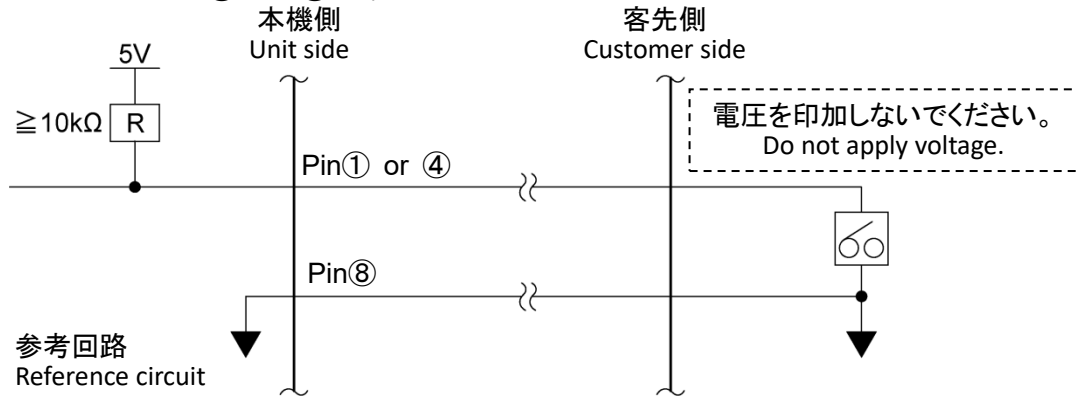 本機側
Unit side
客先側
Customer side
5V
≧10kΩ R
電圧を印加しないでください。
Do not apply voltage.
Pin① or ④
Pin⑧
参考回路
Reference circuit